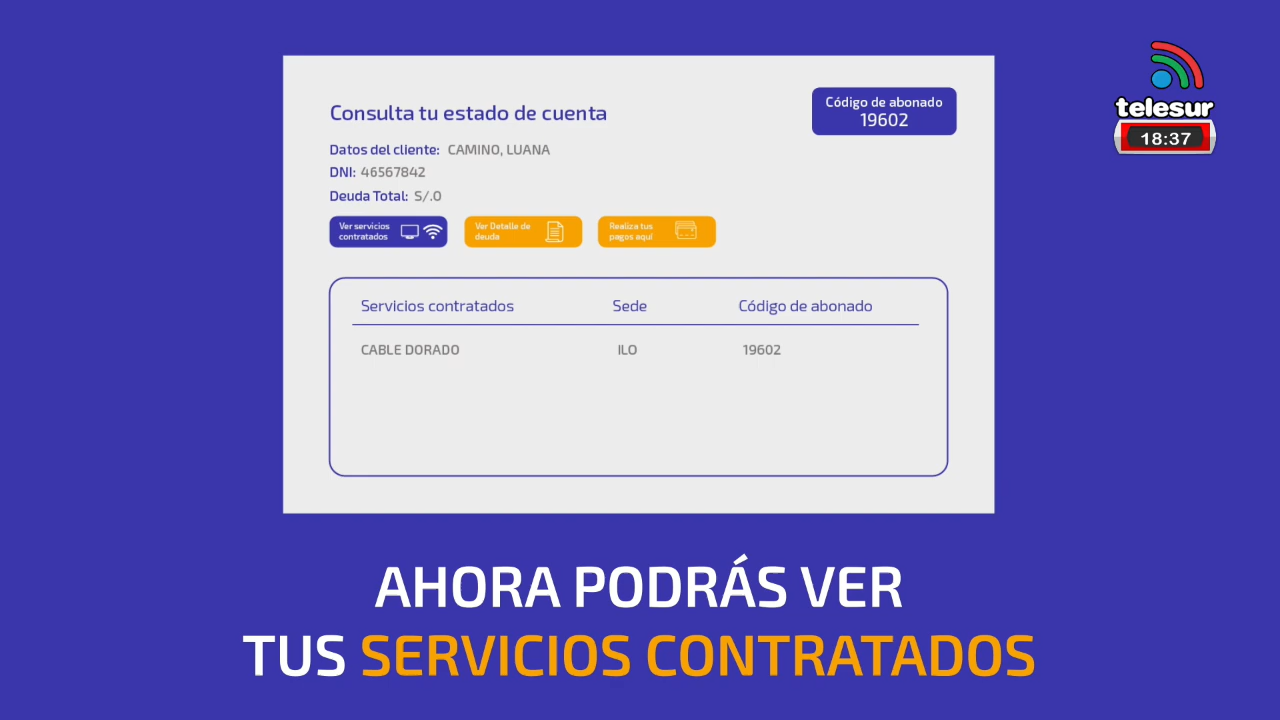 Consulta tu estado de cuenta
Código de abonado
19602
Datos del cliente: CAMINO, LUANA
DNI: 46567842
Deuda Total: S/.0
Ver servicios
contratados
Ver Detalle de
deuda
Realiza tus
pagos aquí
Servicios contratados Sede Código de abonado
CABLE DORADO ILO 19602
telesur
18:37
AHORA PODRÁS VER
TUS SERVICIOS CONTRATADOS